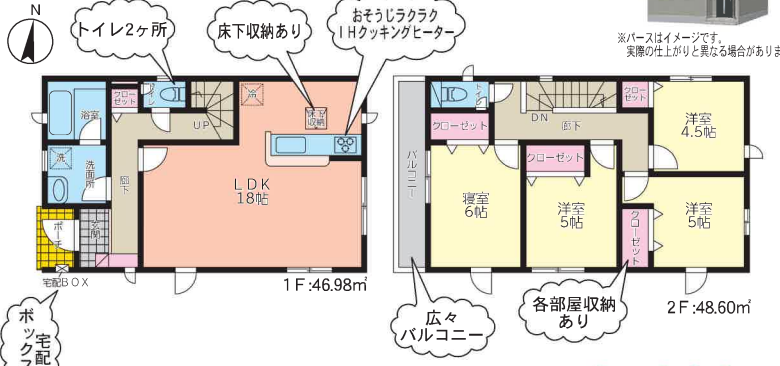 N
トイレ2ヶ所
床下収納あり
おそうじラクラク
IHクッキングヒーター
※パースはイメージです。
実際の仕上がりと異なる場合がありま
浴室
クローゼット
トイレ
UP
冷
床下収納
洗
洗面所
廊下
LDK
18帖
ポーチ
玄関
宅配BOX
1F:46.98㎡
宅配
ボックス
バルコニー
トイレ
クローゼット
DN
廊下
クローゼット
洋室
4.5帖
クローゼット
寝室
6帖
洋室
5帖
クローゼット
洋室
5帖
広々
バルコニー
各部屋収納
あり
2F:48.60㎡